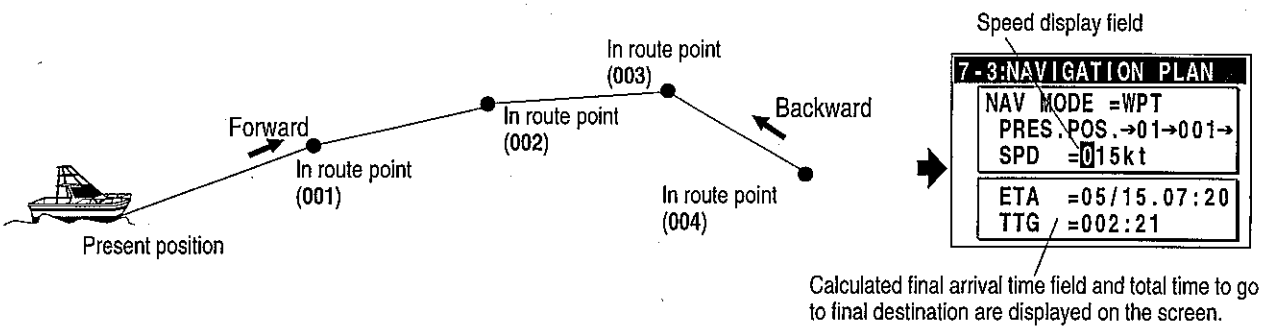 Speed display field
In route point
(003)
Forward
Backward
In route point
(002)
In route point
(001)
In route point
(004)
Present position
7-3:NAVIGATION PLAN
NAV MODE =WPT
PRES.POS.→01→001→
SPD =015kt
ETA =05/15.07:20
TTG =002:21
Calculated final arrival time field and total time to go
to final destination are displayed on the screen.